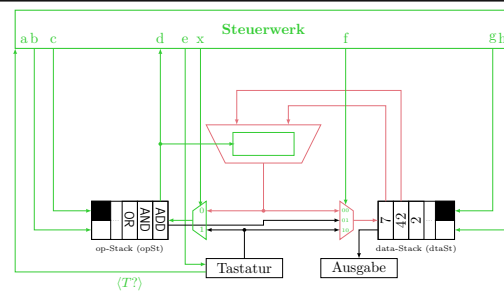 Steuerwerk
a b c d e x f g h
0
1
00
01
10
OR AND ADD
7 42 2
op-Stack (opSt)
data-Stack (dtaSt)
Tastatur
Ausgabe
⟨T?⟩